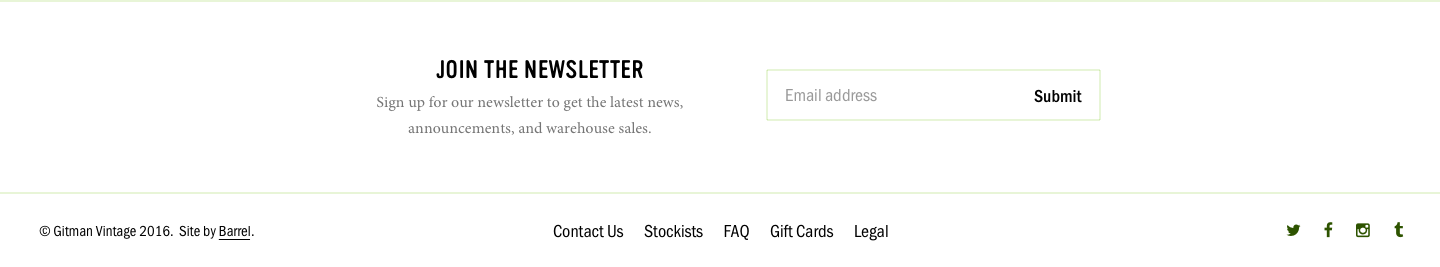 JOIN THE NEWSLETTER
Sign up for our newsletter to get the latest news,
announcements, and warehouse sales.
Email address Submit
© Gitman Vintage 2016. Site by Barrel.
Contact Us Stockists FAQ Gift Cards Legal